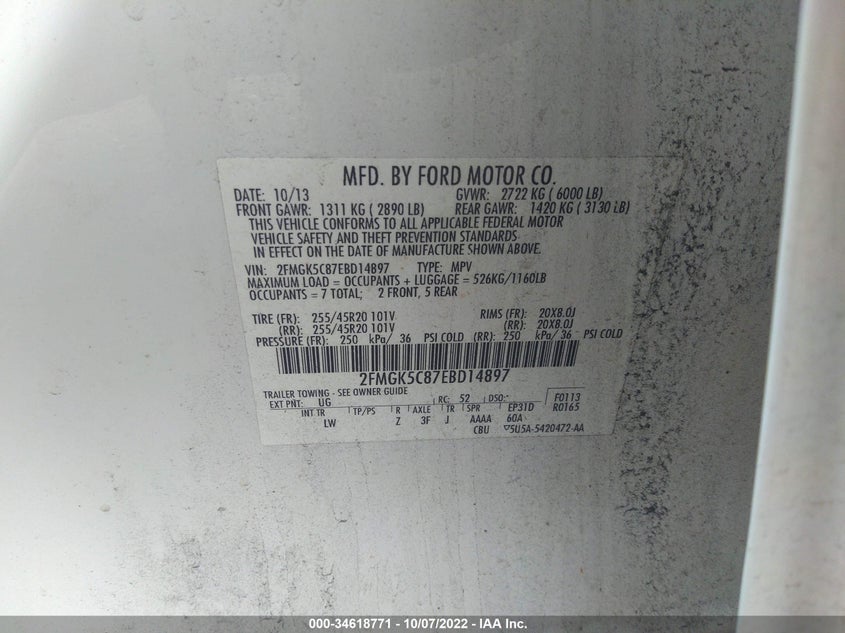 MFD. BY FORD MOTOR CO.
DATE: 10/13 GVWR: 2722 KG ( 6000 LB)
FRONT GAWR: 1311 KG ( 2890 LB) REAR GAWR: 1420 KG ( 3130 LB)
THIS VEHICLE CONFORMS TO ALL APPLICABLE FEDERAL MOTOR
VEHICLE SAFETY AND THEFT PREVENTION STANDARDS
IN EFFECT ON THE DATE OF MANUFACTURE SHOWN ABOVE.
VIN: 2FMGK5C87EBD14897 TYPE: MPV
MAXIMUM LOAD = OCCUPANTS + LUGGAGE = 526KG/1160LB
OCCUPANTS = 7 TOTAL; 2 FRONT, 5 REAR
TIRE (FR): 255/45R20 101V RIMS (FR): 20X8.0J
(RR): 255/45R20 101V (RR): 20X8.0J
PRESSURE (FR): 250 kPa/ 36 PSI COLD (RR): 250 kPa/ 36 PSI COLD
2FMGK5C87EBD14897
TRAILER TOWING - SEE OWNER GUIDE
EXT PNT: UG RC: 52 DSO: F0113
INT TR TP/PS R AXLE TR SPR EP31D R0165
LW Z 3F J AAAA 60A
CBU ▽5U5A-5420472-AA
000-34618771 - 10/07/2022 - IAA Inc.